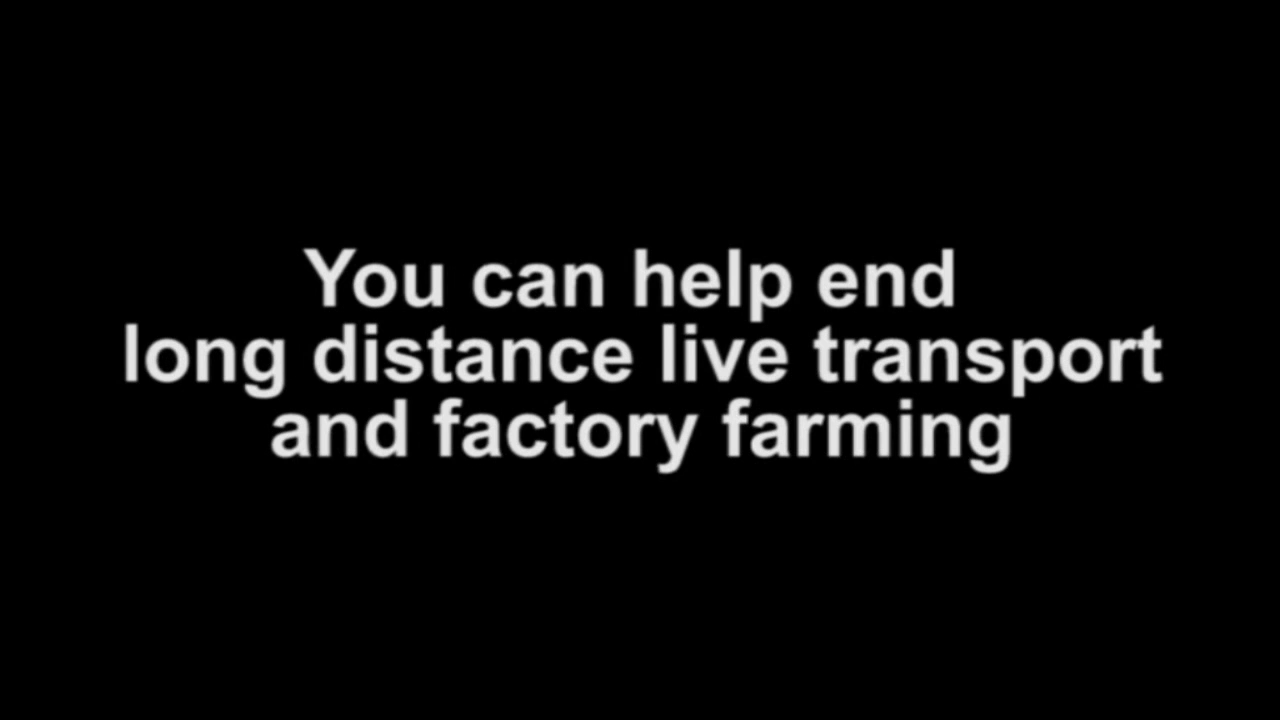 You can help end
long distance live transport
and factory farming